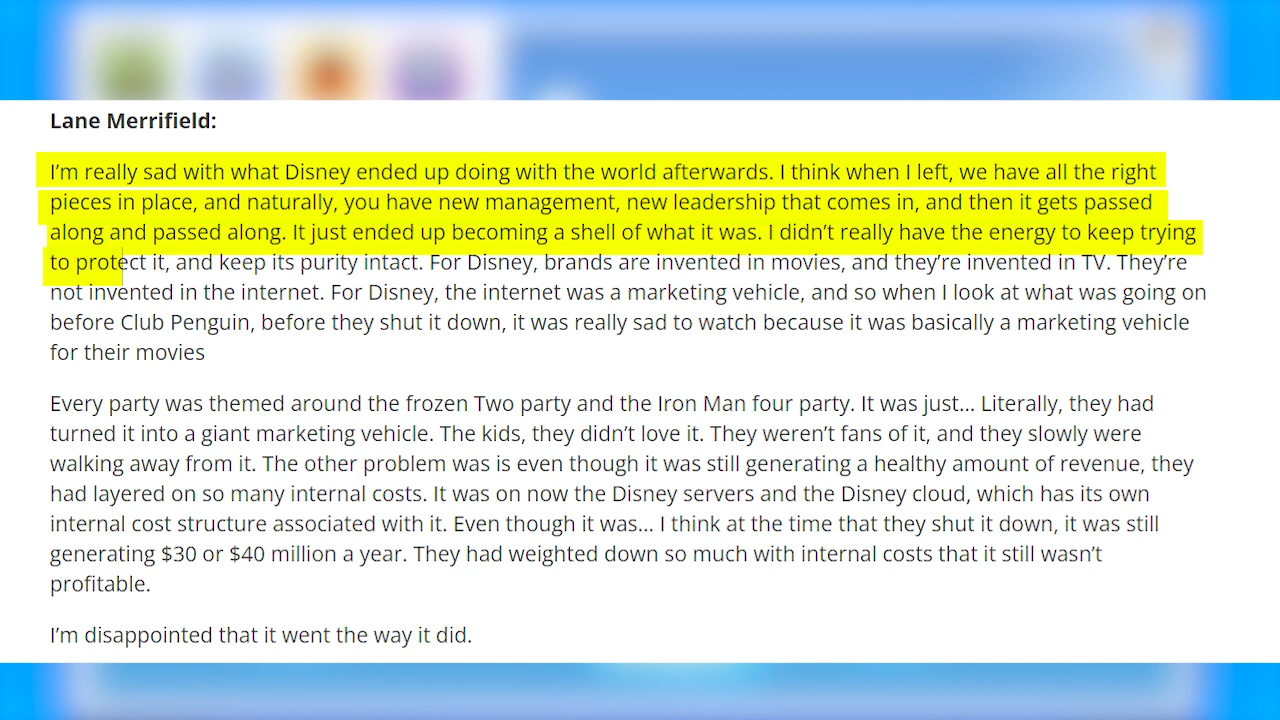 Lane Merrifield:
I’m really sad with what Disney ended up doing with the world afterwards. I think when I left, we have all the right
pieces in place, and naturally, you have new management, new leadership that comes in, and then it gets passed
along and passed along. It just ended up becoming a shell of what it was. I didn’t really have the energy to keep trying
to protect it, and keep its purity intact. For Disney, brands are invented in movies, and they’re invented in TV. They’re
not invented in the internet. For Disney, the internet was a marketing vehicle, and so when I look at what was going on
before Club Penguin, before they shut it down, it was really sad to watch because it was basically a marketing vehicle
for their movies
Every party was themed around the frozen Two party and the Iron Man four party. It was just… Literally, they had
turned it into a giant marketing vehicle. The kids, they didn’t love it. They weren’t fans of it, and they slowly were
walking away from it. The other problem was is even though it was still generating a healthy amount of revenue, they
had layered on so many internal costs. It was on now the Disney servers and the Disney cloud, which has its own
internal cost structure associated with it. Even though it was… I think at the time that they shut it down, it was still
generating $30 or $40 million a year. They had weighted down so much with internal costs that it still wasn’t
profitable.
I’m disappointed that it went the way it did.